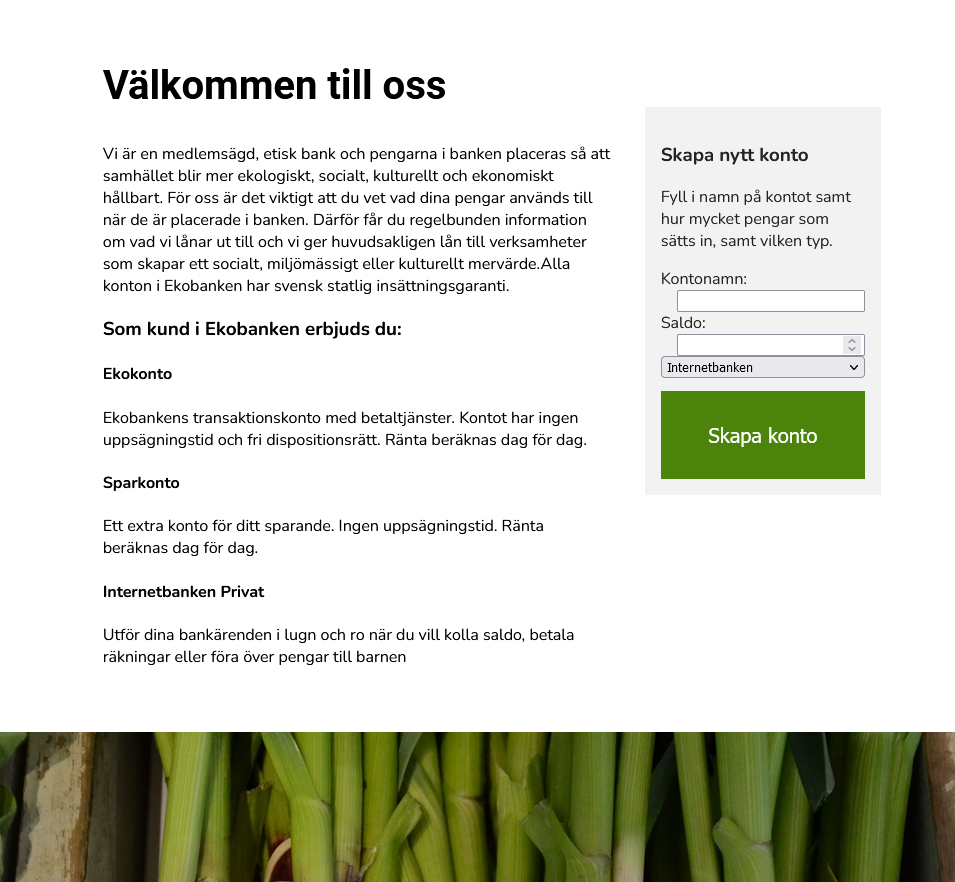 Välkommen till oss
Vi är en medlemsägd, etisk bank och pengarna i banken placeras så att
samhället blir mer ekologiskt, socialt, kulturellt och ekonomiskt
hållbart. För oss är det viktigt att du vet vad dina pengar används till
när de är placerade i banken. Därför får du regelbunden information
om vad vi lånar ut till och vi ger huvudsakligen lån till verksamheter
som skapar ett socialt, miljömässigt eller kulturellt mervärde.Alla
konton i Ekobanken har svensk statlig insättningsgaranti.
Som kund i Ekobanken erbjuds du:
Ekokonto
Ekobankens transaktionskonto med betaltjänster. Kontot har ingen
uppsägningstid och fri dispositionsrätt. Ränta beräknas dag för dag.
Sparkonto
Ett extra konto för ditt sparande. Ingen uppsägningstid. Ränta
beräknas dag för dag.
Internetbanken Privat
Utför dina bankärenden i lugn och ro när du vill kolla saldo, betala
räkningar eller föra över pengar till barnen
Skapa nytt konto
Fyll i namn på kontot samt
hur mycket pengar som
sätts in, samt vilken typ.
Kontonamn:
Saldo:
Internetbanken
Skapa konto